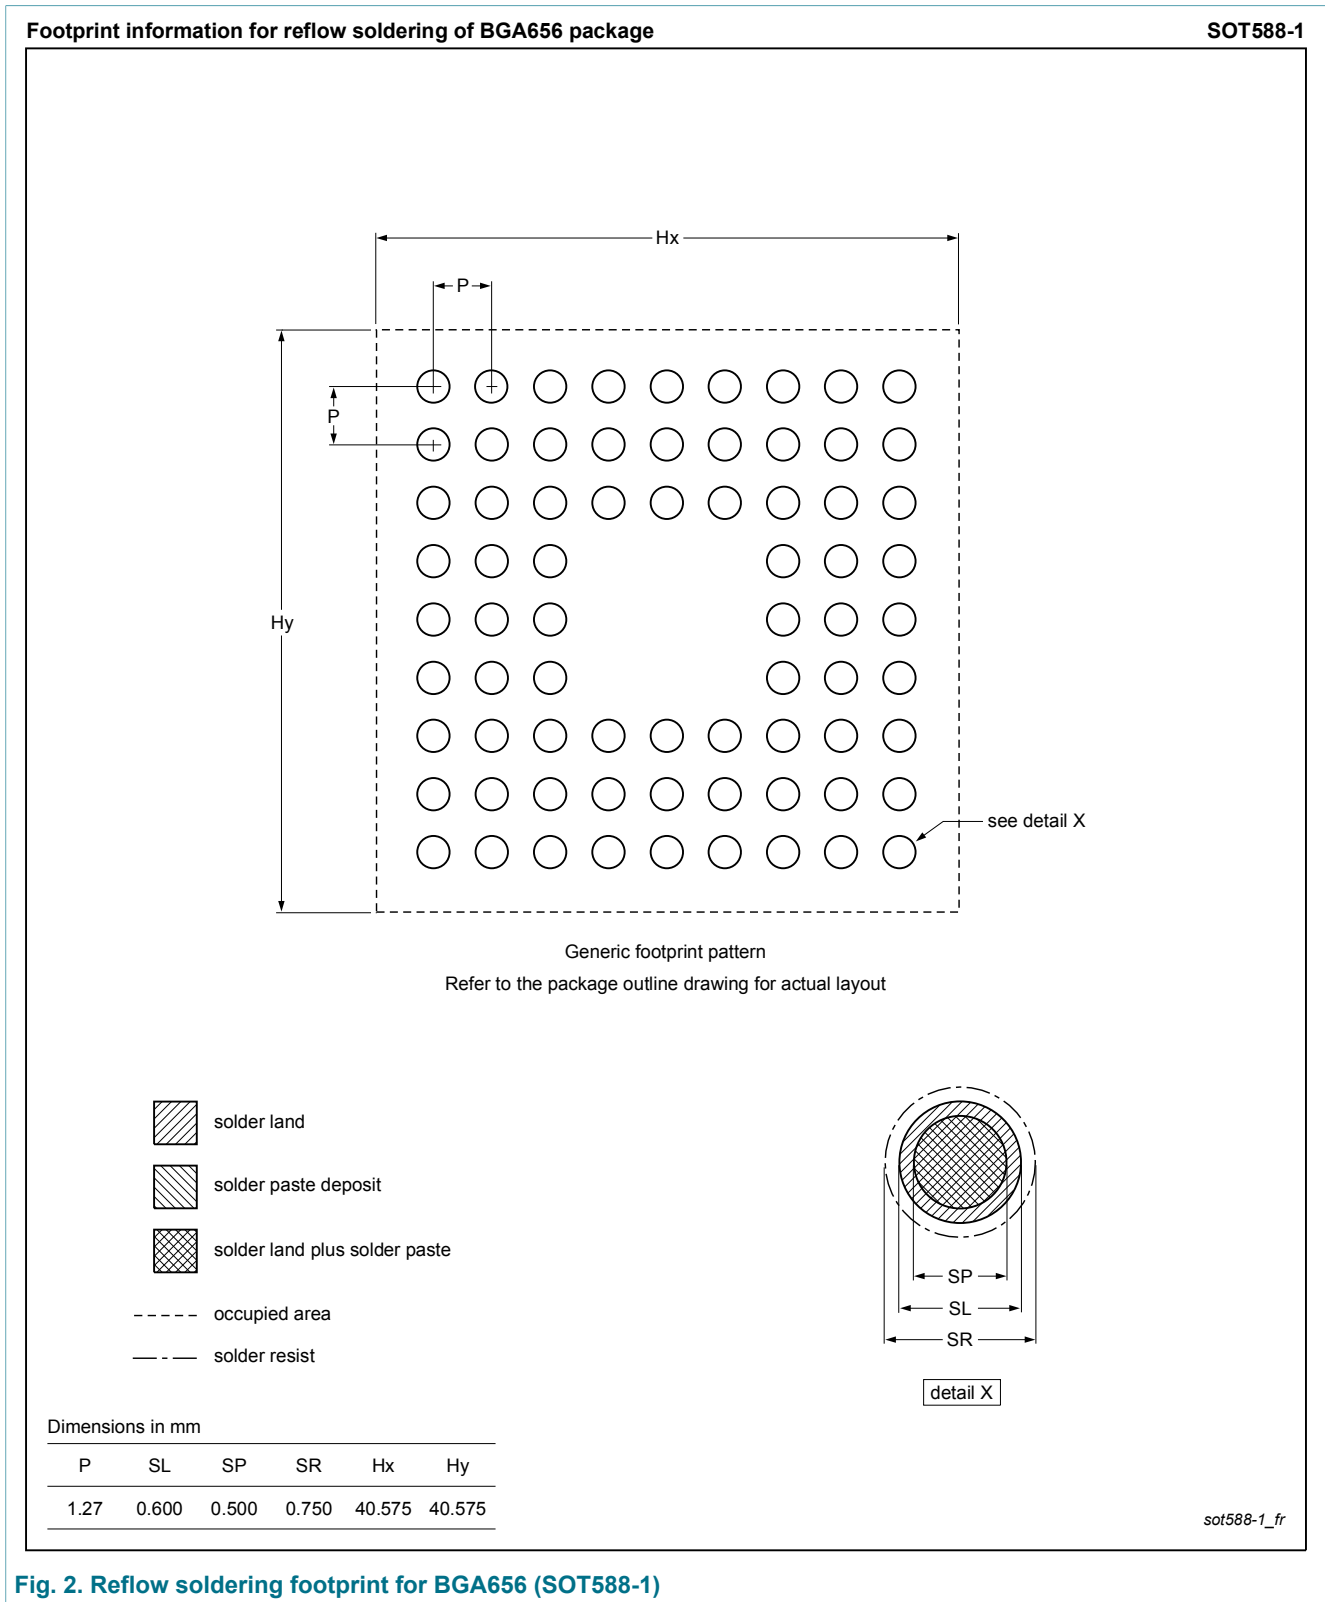 Footprint information for reflow soldering of BGA656 package SOT588-1
Hx
P
P
Hy
see detail X
Generic footprint pattern
Refer to the package outline drawing for actual layout
solder land
solder paste deposit
solder land plus solder paste
occupied area
solder resist
SP
SL
SR
detail X
Dimensions in mm
P SL SP SR Hx Hy
1.27 0.600 0.500 0.750 40.575 40.575
sot588-1_fr
Fig. 2. Reflow soldering footprint for BGA656 (SOT588-1)